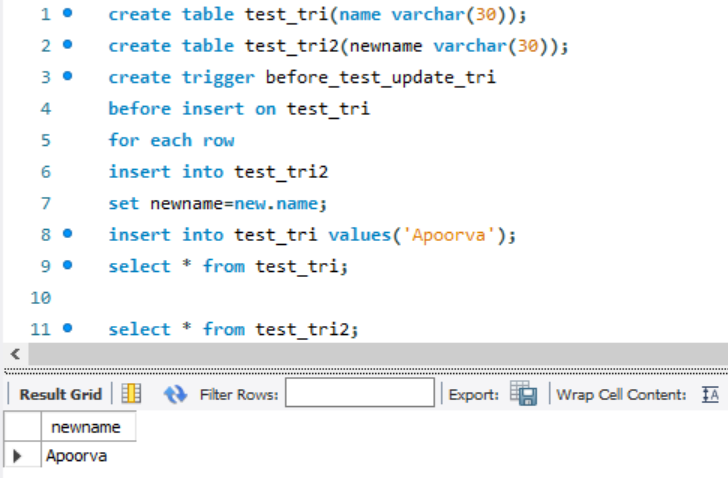 1 create table test_tri(name varchar(30));
2 create table test_tri2(newname varchar(30));
3 create trigger before_test_update_tri
4 before insert on test_tri
5 for each row
6 insert into test_tri2
7 set newname=new.name;
8 insert into test_tri values('Apoorva');
9 select * from test_tri;
10
11 select * from test_tri2;
Result Grid Filter Rows: Export: Wrap Cell Content:
newname
Apoorva